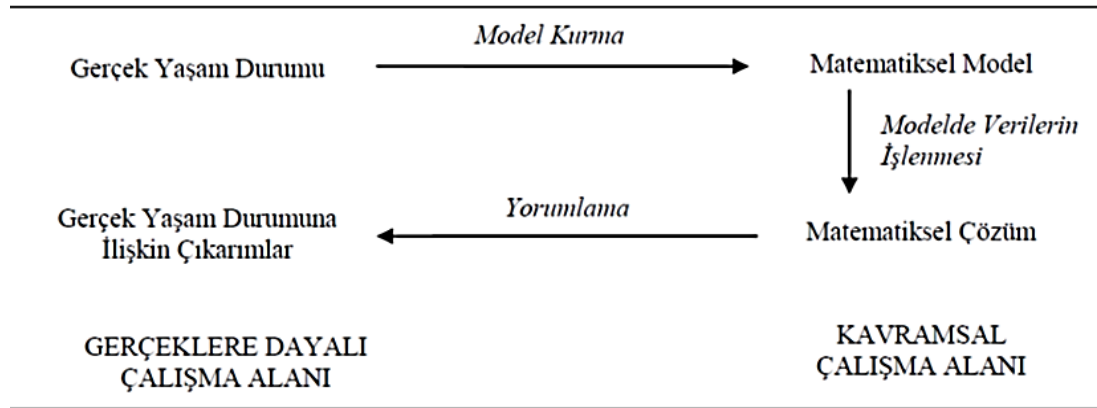 Model Kurma
Gerçek Yaşam Durumu
Matematiksel Model
Modelde Verilerin
İşlenmesi
Yorumlama
Gerçek Yaşam Durumuna
İlişkin Çıkarımlar
Matematiksel Çözüm
GERÇEKLERE DAYALI
ÇALIŞMA ALANI
KAVRAMSAL
ÇALIŞMA ALANI